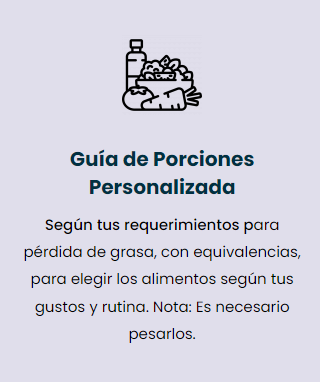 Guía de Porciones
Personalizada
Según tus requerimientos para
pérdida de grasa, con equivalencias,
para elegir los alimentos según tus
gustos y rutina. Nota: Es necesario
pesarlos.